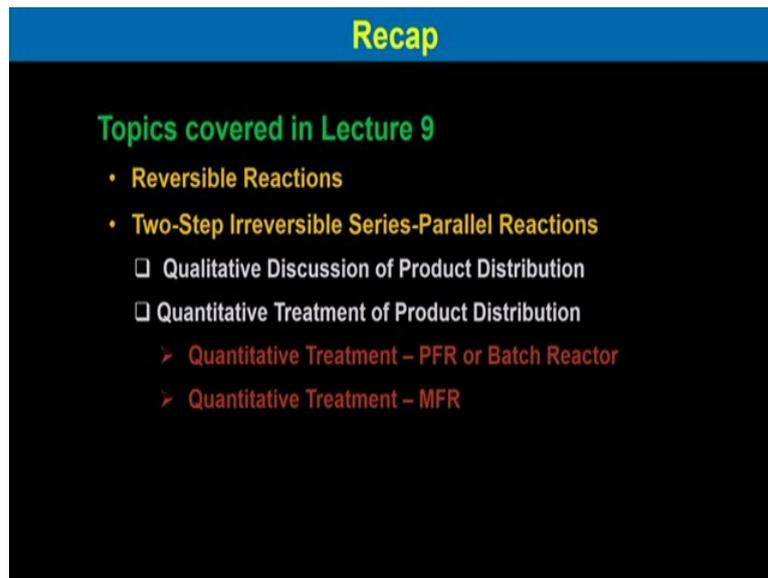 Recap
Topics covered in Lecture 9
• Reversible Reactions
• Two-Step Irreversible Series-Parallel Reactions
❑ Qualitative Discussion of Product Distribution
❑ Quantitative Treatment of Product Distribution
➢ Quantitative Treatment – PFR or Batch Reactor
➢ Quantitative Treatment – MFR